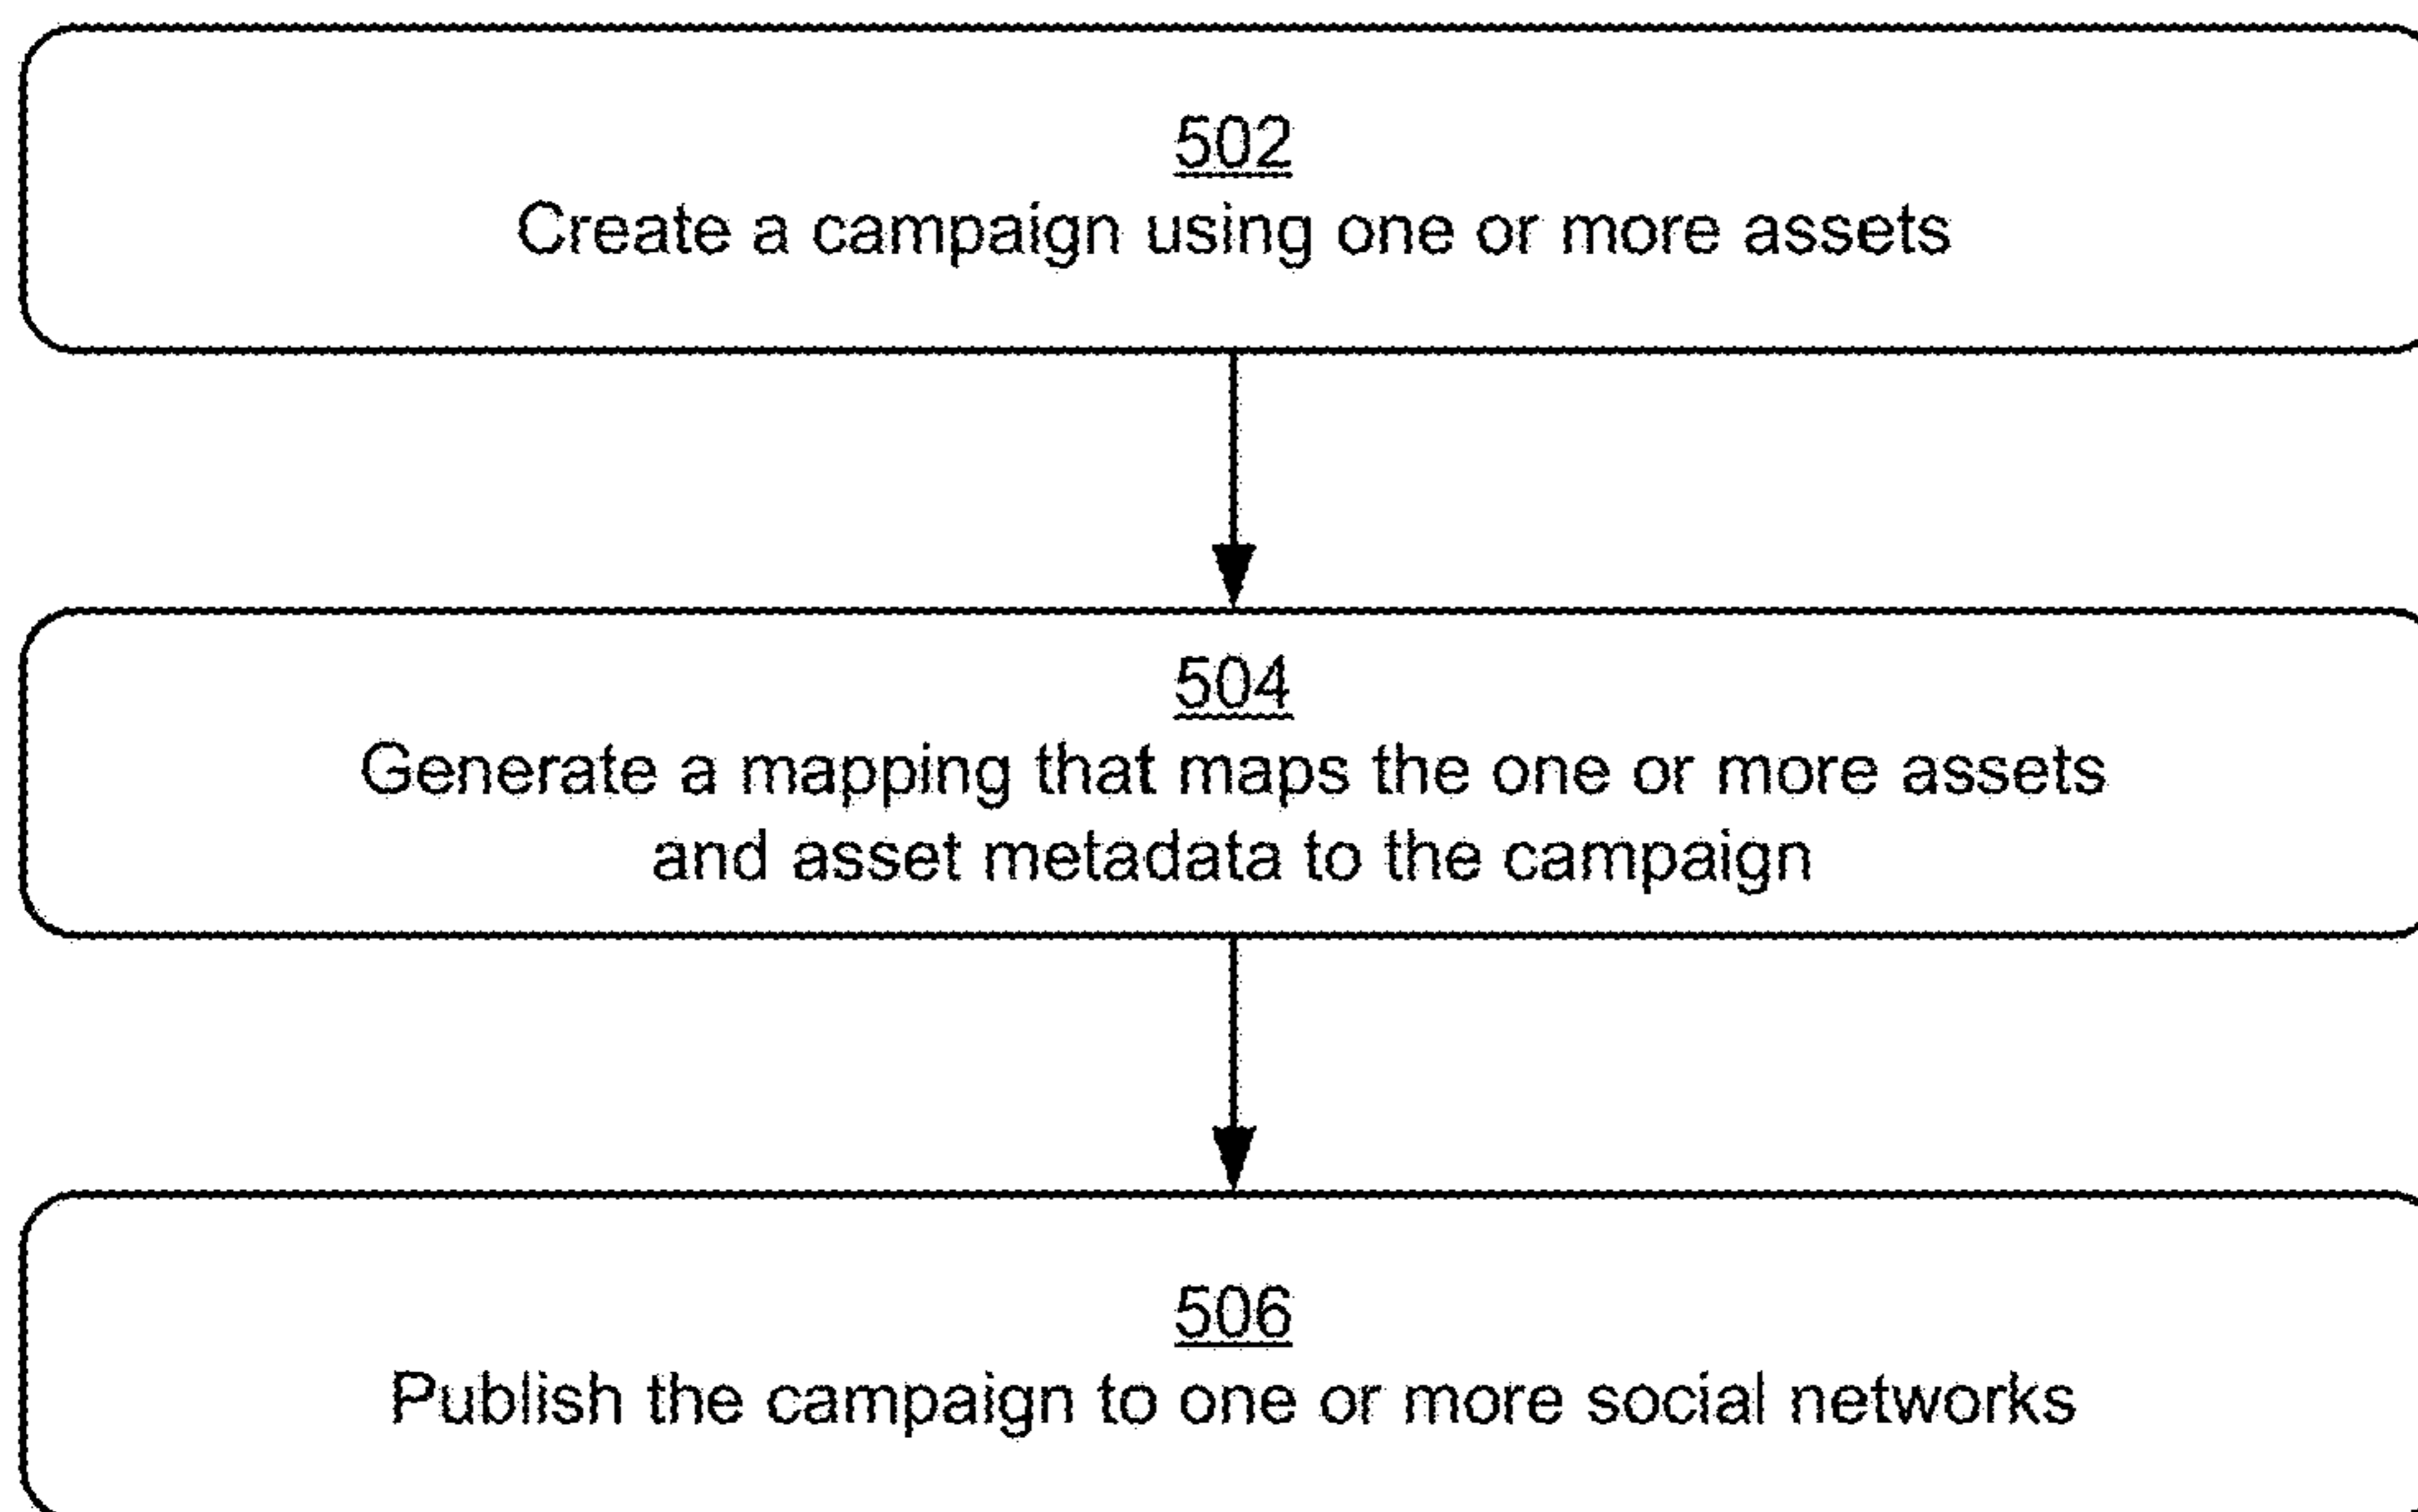 502
Create a campaign using one or more assets
504
Generate a mapping that maps the one or more assets
and asset metadata to the campaign
506
Publish the campaign to one or more social networks